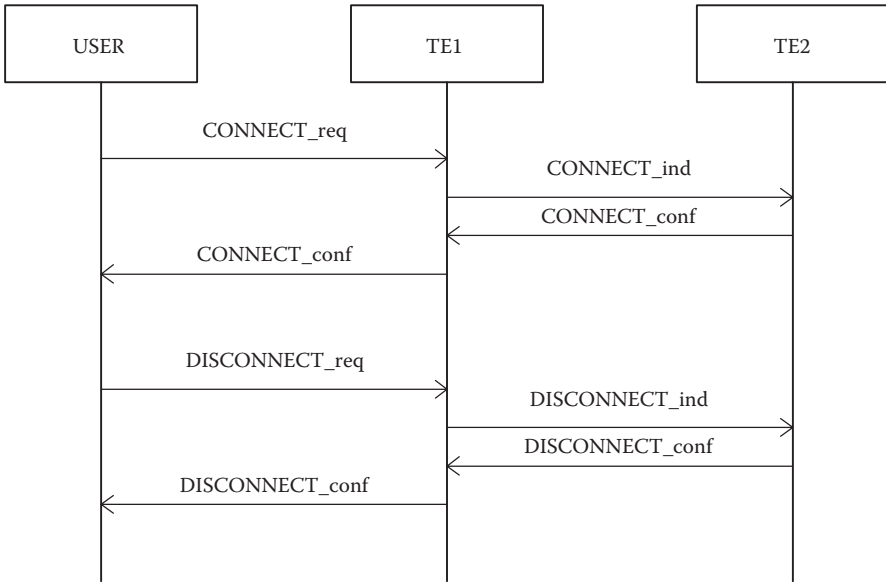 USER
TE1
TE2
CONNECT_req
CONNECT_ind
CONNECT_conf
CONNECT_conf
DISCONNECT_req
DISCONNECT_ind
DISCONNECT_conf
DISCONNECT_conf